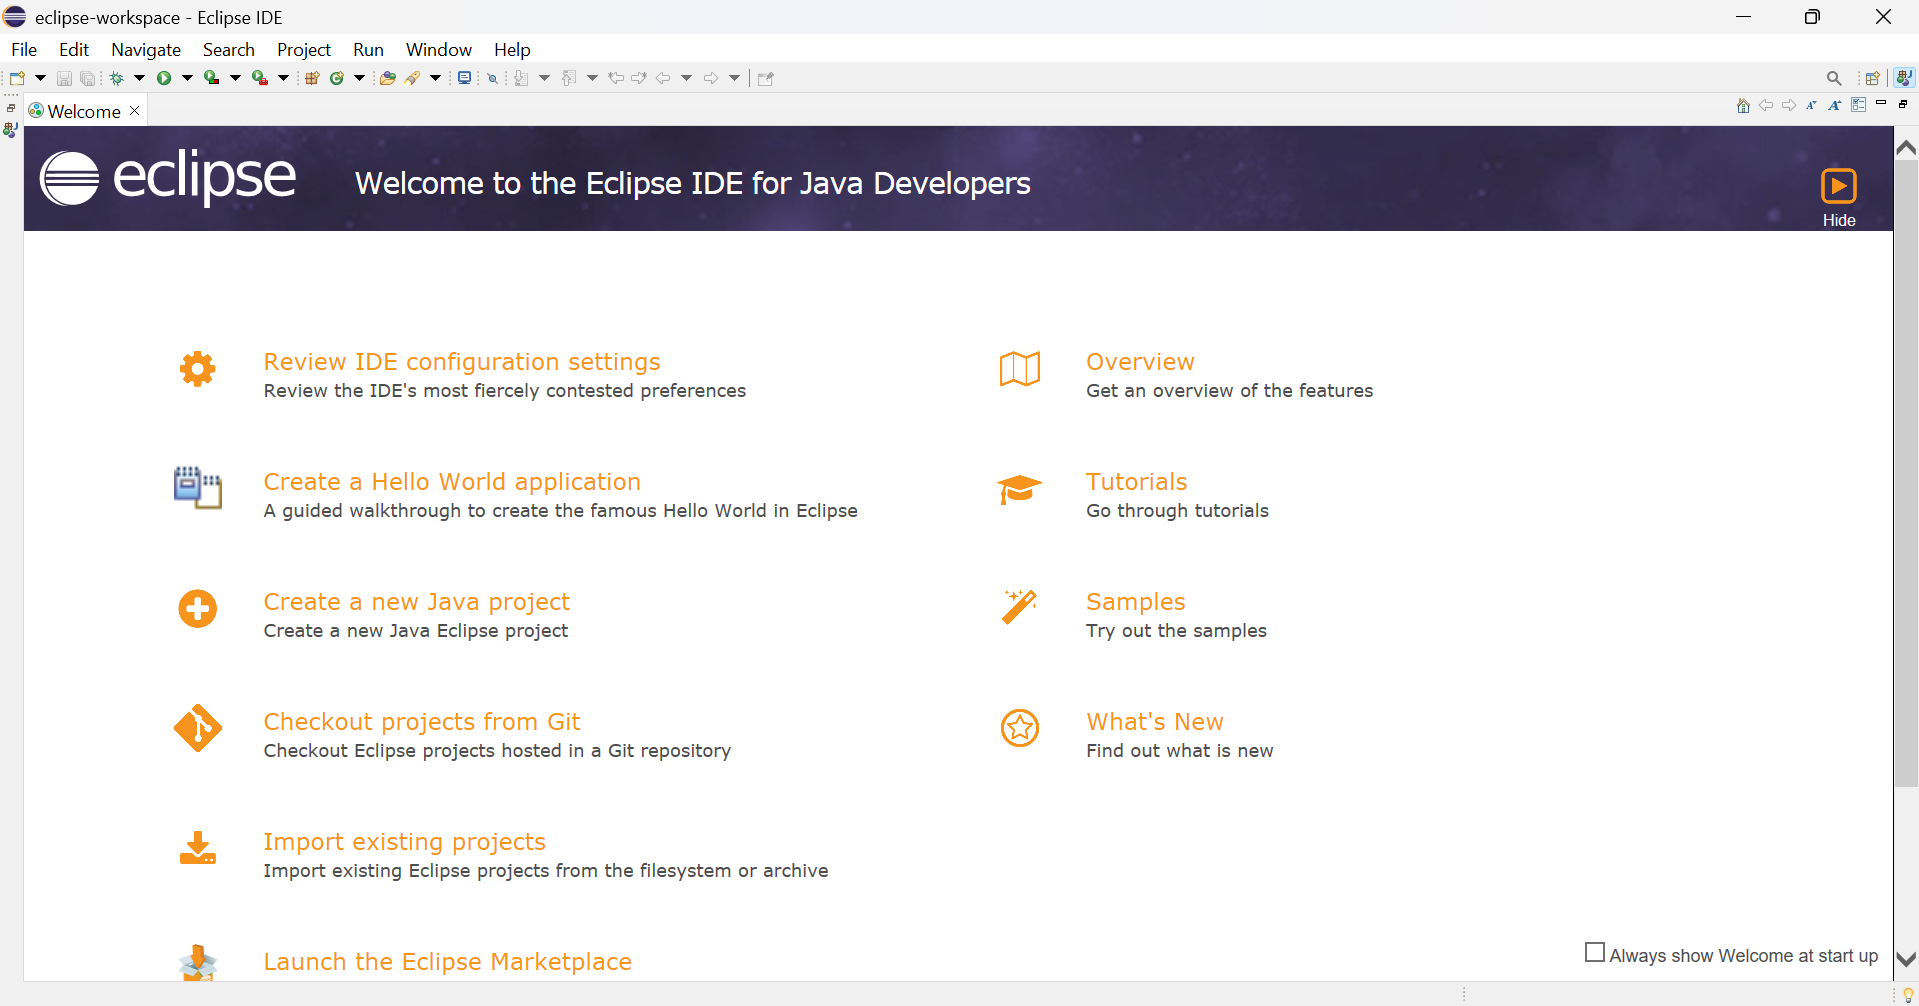 eclipse-workspace - Eclipse IDE
File Edit Navigate Search Project Run Window Help
Welcome
eclipse Welcome to the Eclipse IDE for Java Developers
Hide
Review IDE configuration settings
Review the IDE's most fiercely contested preferences
Overview
Get an overview of the features
Create a Hello World application
A guided walkthrough to create the famous Hello World in Eclipse
Tutorials
Go through tutorials
Create a new Java project
Create a new Java Eclipse project
Samples
Try out the samples
Checkout projects from Git
Checkout Eclipse projects hosted in a Git repository
What's New
Find out what is new
Import existing projects
Import existing Eclipse projects from the filesystem or archive
Launch the Eclipse Marketplace
Always show Welcome at start up